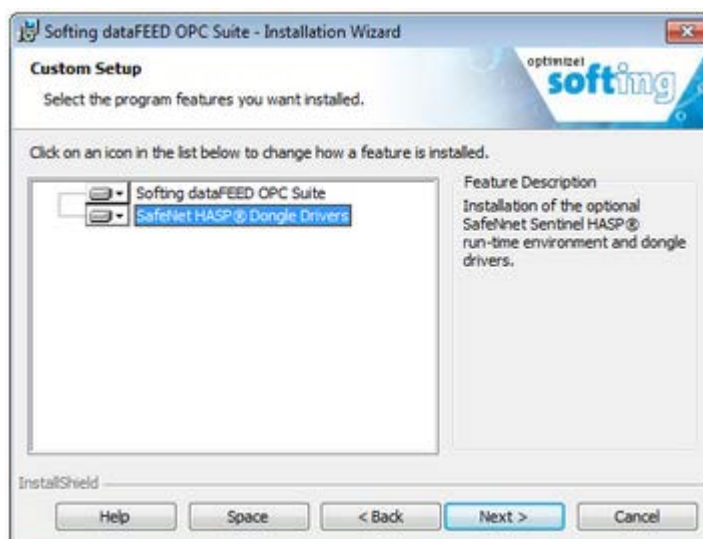 Softing dataFEED OPC Suite - Installation Wizard
Custom Setup
Select the program features you want installed.
optimize!
softing
Click on an icon in the list below to change how a feature is installed.
Softing dataFEED OPC Suite
SafeNet HASP® Dongle Drivers
Feature Description
Installation of the optional
SafeNnet Sentinel HASP®
run-time environment and dongle
drivers.
InstallShield
Help
Space
< Back
Next >
Cancel